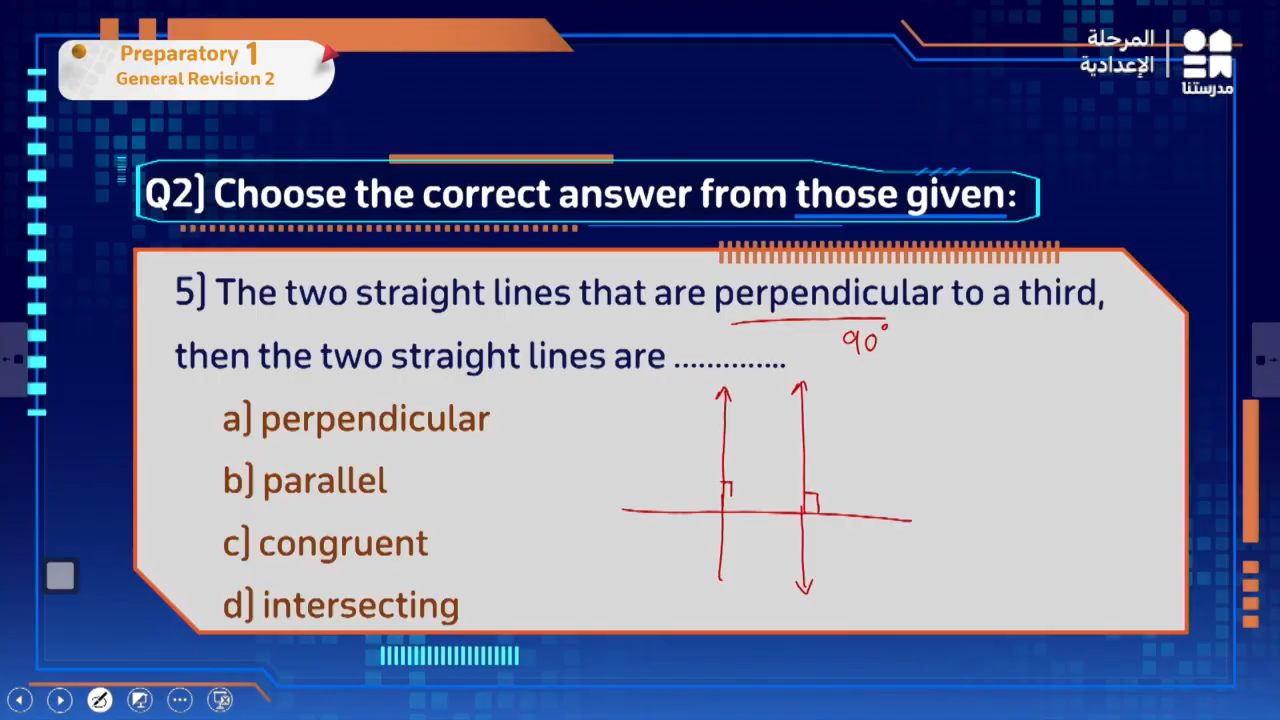 Preparatory 1
General Revision 2
المرحلة
الإعدادية
مدرستنا
Q2) Choose the correct answer from those given:
5) The two straight lines that are perpendicular to a third,
90°
then the two straight lines are ..............
a) perpendicular
b) parallel
c) congruent
d) intersecting